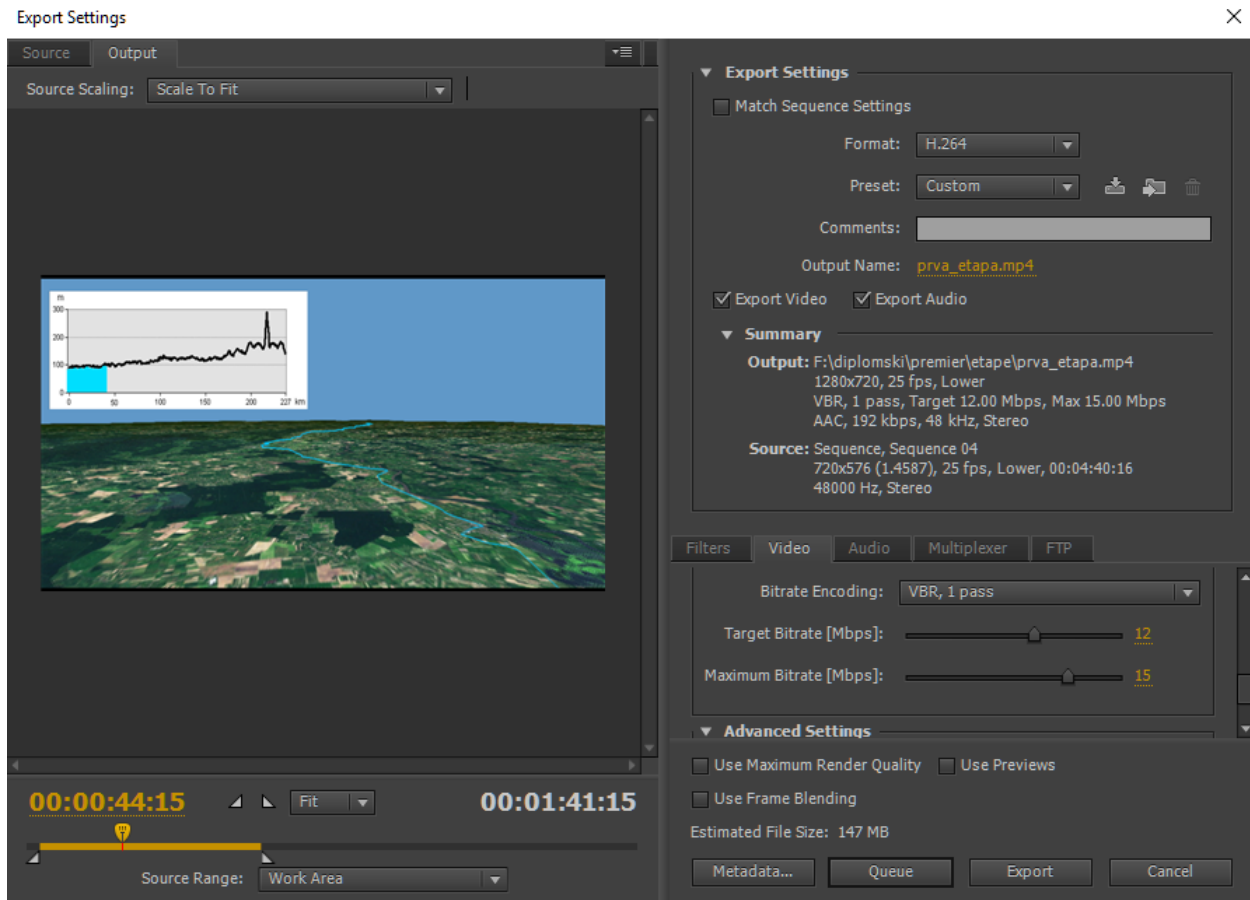 Export Settings
Source Output
Source Scaling: Scale To Fit
m
300
200
100
0
0 50 100 150 200 227 km
00:00:44:15 Fit 00:01:41:15
Source Range: Work Area
Export Settings
Match Sequence Settings
Format: H.264
Preset: Custom
Comments:
Output Name: prva_etapa.mp4
Export Video Export Audio
Summary
Output: F:\diplomski\premier\etape\prva_etapa.mp4
1280x720, 25 fps, Lower
VBR, 1 pass, Target 12.00 Mbps, Max 15.00 Mbps
AAC, 192 kbps, 48 kHz, Stereo
Source: Sequence, Sequence 04
720x576 (1.4587), 25 fps, Lower, 00:04:40:16
48000 Hz, Stereo
Filters Video Audio Multiplexer FTP
Bitrate Encoding: VBR, 1 pass
Target Bitrate [Mbps]: 12
Maximum Bitrate [Mbps]: 15
Advanced Settings
Use Maximum Render Quality Use Previews
Use Frame Blending
Estimated File Size: 147 MB
Metadata... Queue Export Cancel